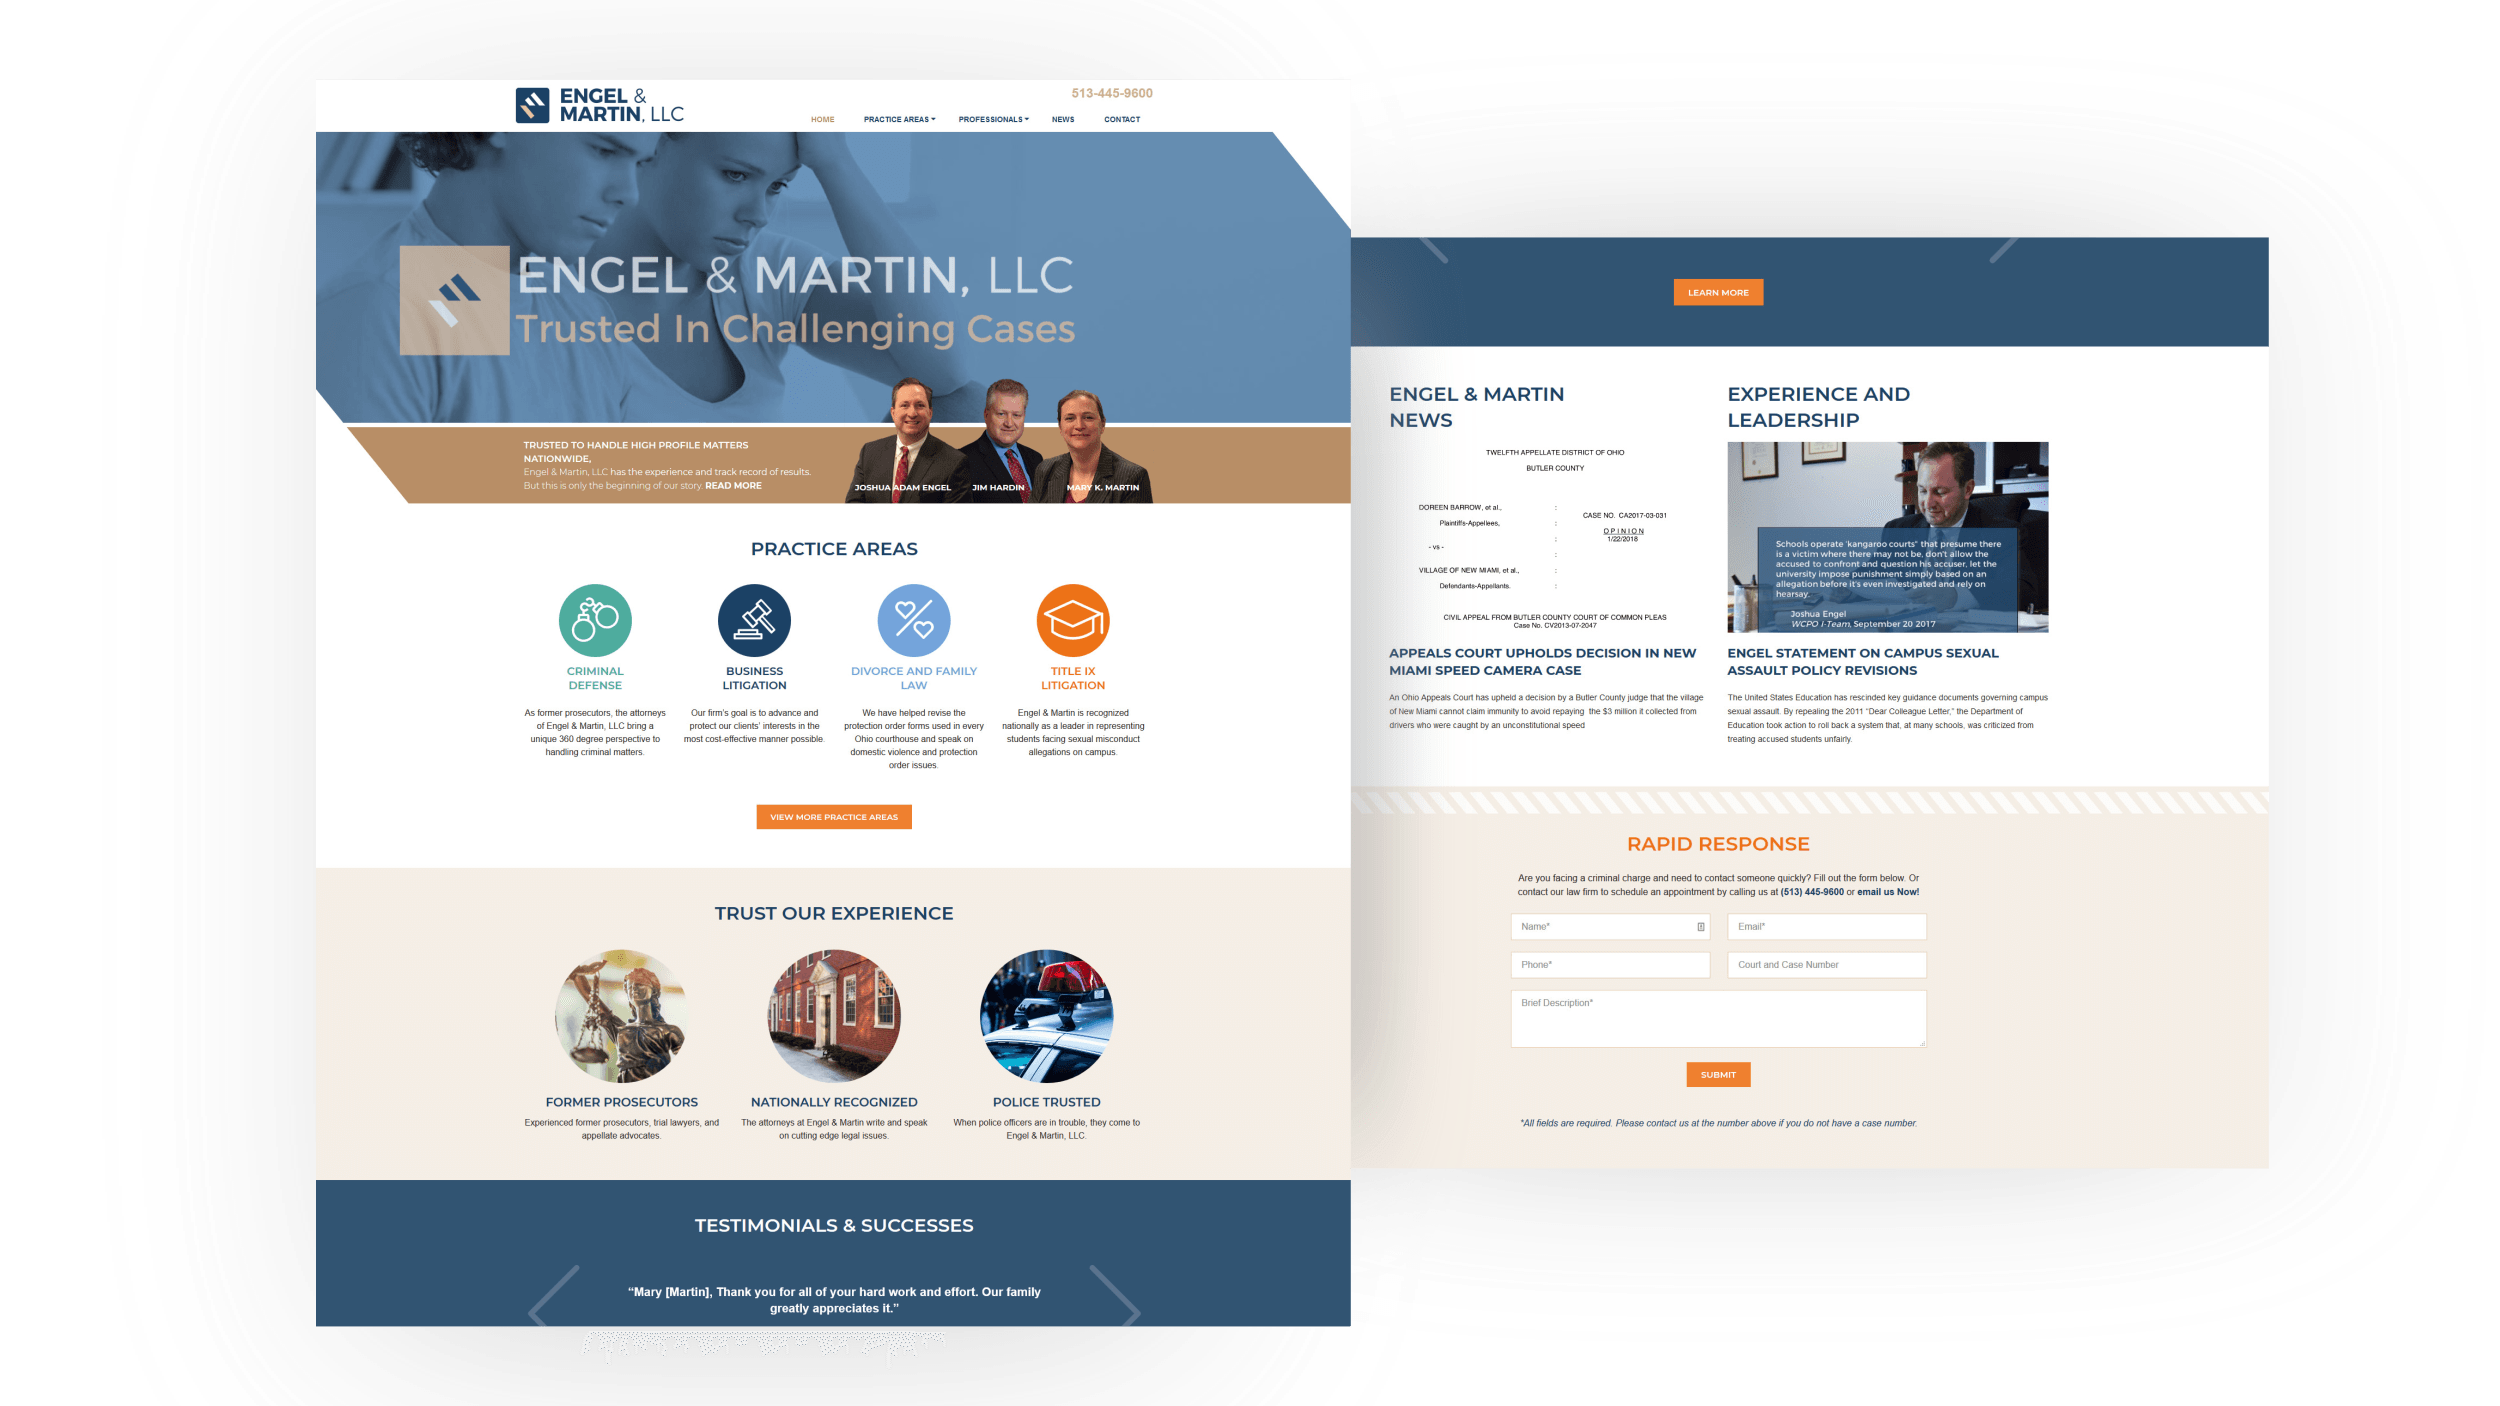 ENGEL &
MARTIN, LLC
513-445-9600
HOME
PRACTICE AREAS
PROFESSIONALS
NEWS
CONTACT
ENGEL & MARTIN, LLC
Trusted In Challenging Cases
TRUSTED TO HANDLE HIGH PROFILE MATTERS
NATIONWIDE,
Engel & Martin, LLC has the experience and track record of results.
But this is only the beginning of our story. READ MORE
JOSHUA ADAM ENGEL
JIM HARDIN
MARY K. MARTIN
PRACTICE AREAS
CRIMINAL
DEFENSE
As former prosecutors, the attorneys
of Engel & Martin, LLC bring a
unique 360 degree perspective to
handling criminal matters.
BUSINESS
LITIGATION
Our firm's goal is to advance and
protect our clients' interests in the
most cost-effective manner possible.
DIVORCE AND FAMILY
LAW
We have helped revise the
protection order forms used in every
Ohio courthouse and speak on
domestic violence and protection
order issues.
TITLE IX
LITIGATION
Engel & Martin is recognized
nationally as a leader in representing
students facing sexual misconduct
allegations on campus.
VIEW MORE PRACTICE AREAS
TRUST OUR EXPERIENCE
FORMER PROSECUTORS
Experienced former prosecutors, trial lawyers, and
appellate advocates.
NATIONALLY RECOGNIZED
The attorneys at Engel & Martin write and speak
on cutting edge legal issues.
POLICE TRUSTED
When police officers are in trouble, they come to
Engel & Martin, LLC.
TESTIMONIALS & SUCCESSES
“Mary [Martin], Thank you for all of your hard work and effort. Our family
greatly appreciates it.”
LEARN MORE
ENGEL & MARTIN
NEWS
TWELFTH APPELLATE DISTRICT OF OHIO
BUTLER COUNTY
DOREEN BARROW, et al., :
Plaintiffs-Appellees, : CASE NO. CA2017-03-031
: OPINION
- vs - : 1/22/2018
:
VILLAGE OF NEW MIAMI, et al., :
Defendants-Appellants. :
CIVIL APPEAL FROM BUTLER COUNTY COURT OF COMMON PLEAS
Case No. CV2013-07-2047
APPEALS COURT UPHOLDS DECISION IN NEW
MIAMI SPEED CAMERA CASE
An Ohio Appeals Court has upheld a decision by a Butler County judge that the village
of New Miami cannot claim immunity to avoid repaying the $3 million it collected from
drivers who were caught by an unconstitutional speed
EXPERIENCE AND
LEADERSHIP
Schools operate 'kangaroo courts" that presume there
is a victim where there may not be, don't allow the
accused to confront and question his accuser, let the
university impose punishment simply based on an
allegation before it's even investigated and rely on
hearsay.
Joshua Engel
WCPO I-Team, September 20 2017
ENGEL STATEMENT ON CAMPUS SEXUAL
ASSAULT POLICY REVISIONS
The United States Education has rescinded key guidance documents governing campus
sexual assault. By repealing the 2011 “Dear Colleague Letter,” the Department of
Education took action to roll back a system that, at many schools, was criticized from
treating accused students unfairly.
RAPID RESPONSE
Are you facing a criminal charge and need to contact someone quickly? Fill out the form below. Or
contact our law firm to schedule an appointment by calling us at (513) 445-9600 or email us Now!
Name*
Email*
Phone*
Court and Case Number
Brief Description*
SUBMIT
*All fields are required. Please contact us at the number above if you do not have a case number.